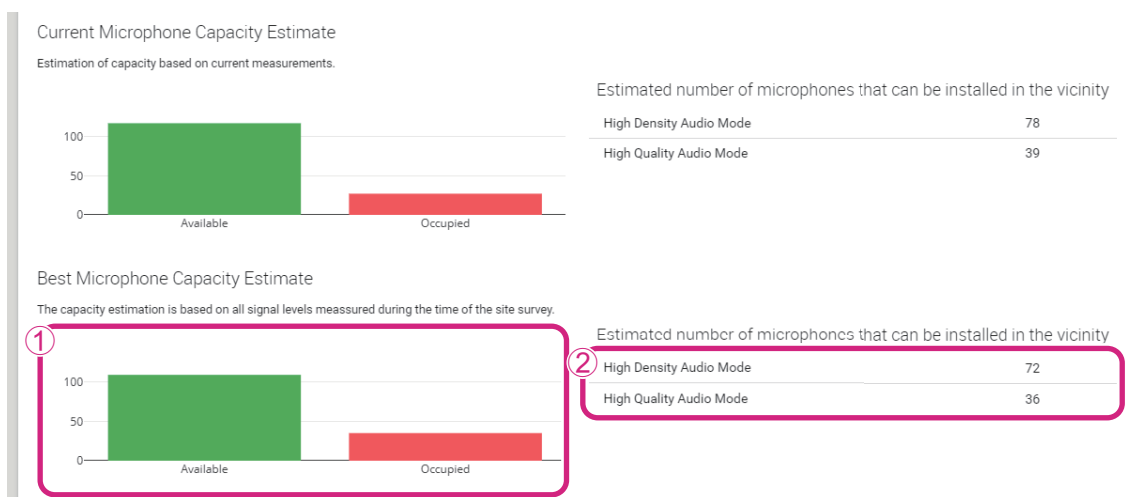 Current Microphone Capacity Estimate
Estimation of capacity based on current measurements.
Estimated number of microphones that can be installed in the vicinity
High Density Audio Mode 78
High Quality Audio Mode 39
100
50
0
Available Occupied
Best Microphone Capacity Estimate
The capacity estimation is based on all signal levels meassured during the time of the site survey.
①
Estimated number of microphones that can be installed in the vicinity
②
High Density Audio Mode 72
High Quality Audio Mode 36
100
50
0
Available Occupied